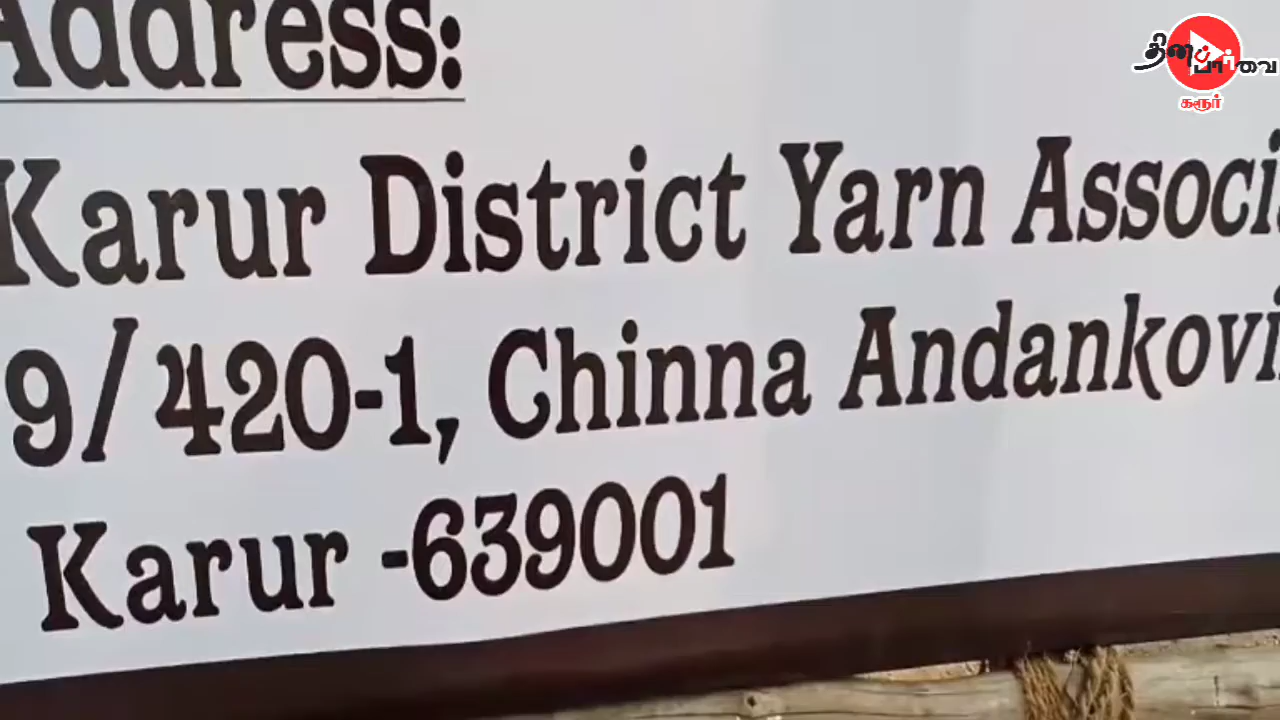 Address:
Karur District Yarn Associ
9/420-1, Chinna Andankovi
Karur -639001
தினப்
பார்வை
கரூர்